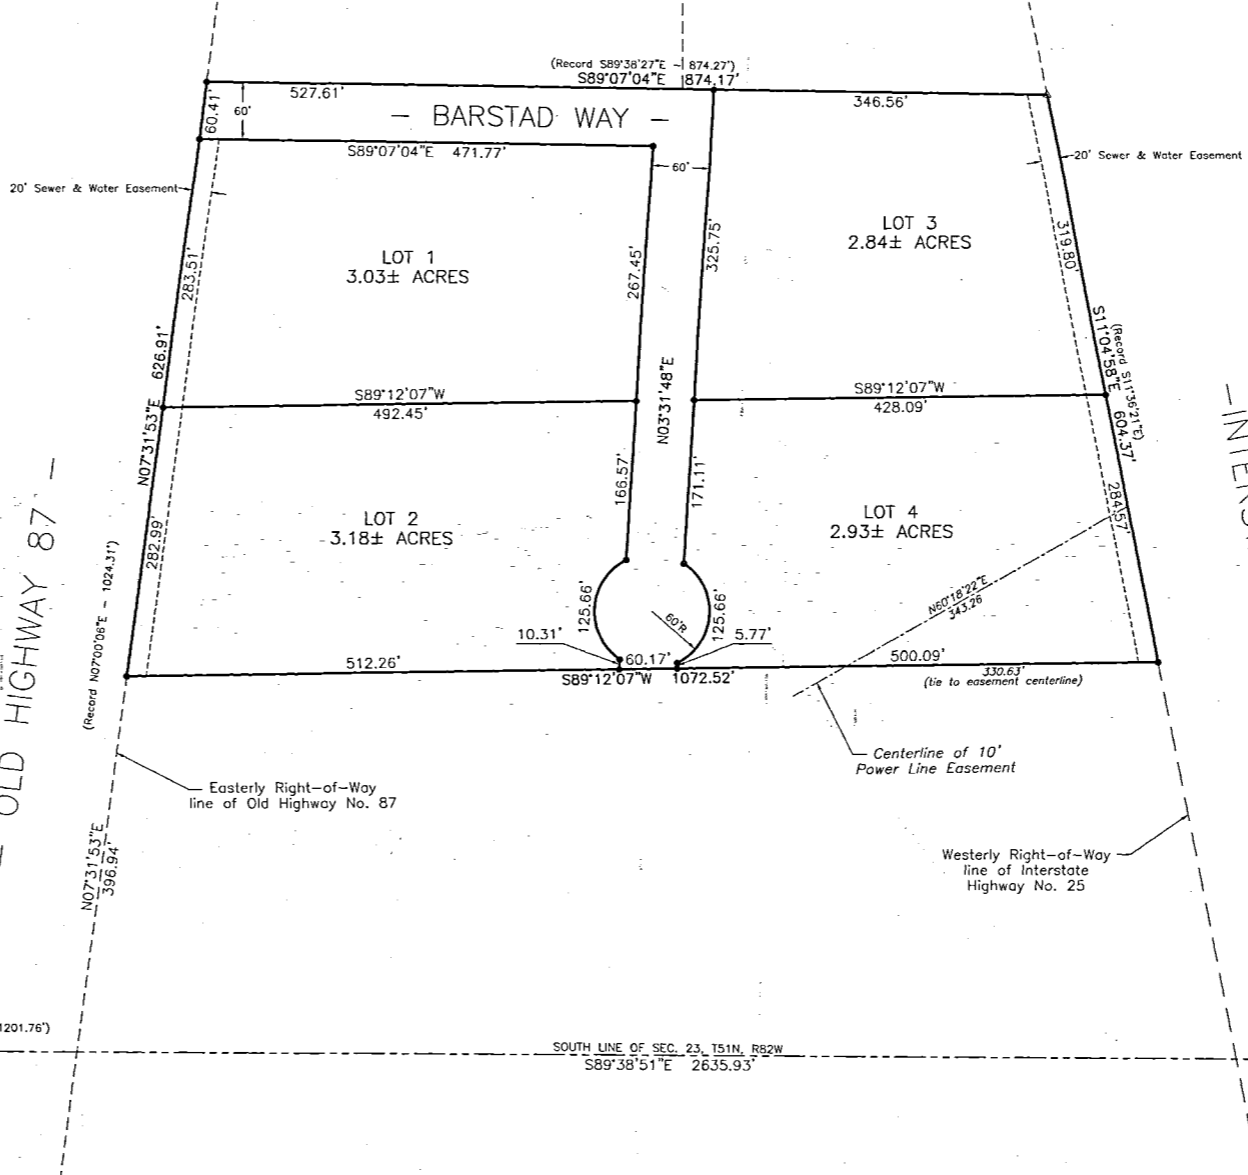 (Record S89°38'27"E - 874.27')
S89°07'04"E 874.17'
527.61'
346.56'
60.41'
60'
- BARSTAD WAY -
S89°07'04"E 471.77'
60'
20' Sewer & Water Easement
20' Sewer & Water Easement
LOT 1
3.03± ACRES
LOT 3
2.84± ACRES
283.51'
267.45'
325.75'
319.80'
N07°31'53"E 626.91'
N03°31'48"E
S11°04'58"E 604.37'
(Record S11°36'21"E)
S89°12'07"W
492.45'
S89°12'07"W
428.09'
- OLD HIGHWAY 87 -
(Record N07°00'06"E - 1024.31')
282.99'
LOT 2
3.18± ACRES
166.57'
171.11'
LOT 4
2.93± ACRES
284.57'
N60°18'22"E
343.26
125.66'
60'R
125.66'
10.31'
5.77'
512.26'
60.17'
500.09'
S89°12'07"W 1072.52'
330.63'
(tie to easement centerline)
Centerline of 10'
Power Line Easement
Easterly Right-of-Way
line of Old Highway No. 87
N07°31'53"E
396.94'
Westerly Right-of-Way
line of Interstate
Highway No. 25
1201.76')
SOUTH LINE OF SEC. 23, T51N, R82W
S89°38'51"E 2635.93'